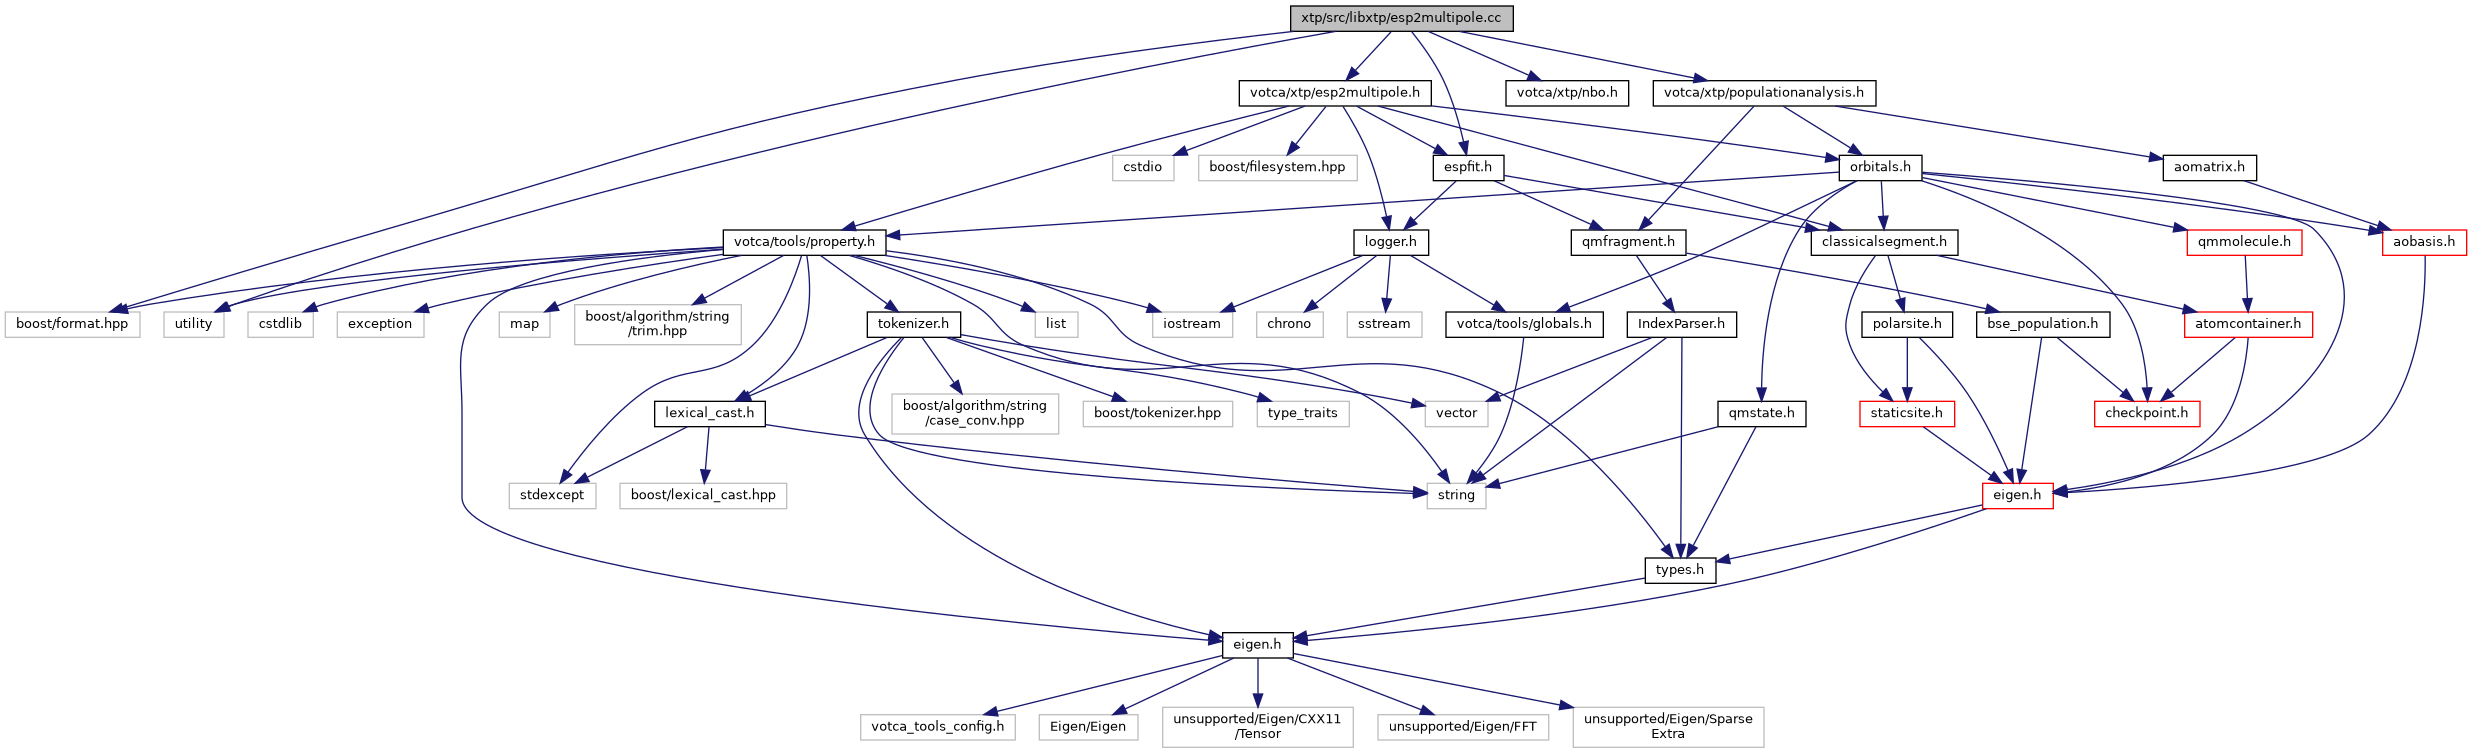 xtp/src/libxtp/esp2multipole.cc
votca/xtp/esp2multipole.h
votca/xtp/nbo.h
votca/xtp/populationanalysis.h
cstdio
boost/filesystem.hpp
espfit.h
orbitals.h
aomatrix.h
votca/tools/property.h
logger.h
qmfragment.h
classicalsegment.h
qmmolecule.h
aobasis.h
boost/format.hpp
utility
cstdlib
exception
map
boost/algorithm/string
/trim.hpp
tokenizer.h
list
iostream
chrono
sstream
votca/tools/globals.h
IndexParser.h
polarsite.h
bse_population.h
atomcontainer.h
lexical_cast.h
boost/algorithm/string
/case_conv.hpp
boost/tokenizer.hpp
type_traits
vector
qmstate.h
staticsite.h
checkpoint.h
stdexcept
boost/lexical_cast.hpp
string
eigen.h
types.h
eigen.h
votca_tools_config.h
Eigen/Eigen
unsupported/Eigen/CXX11
/Tensor
unsupported/Eigen/FFT
unsupported/Eigen/Sparse
Extra